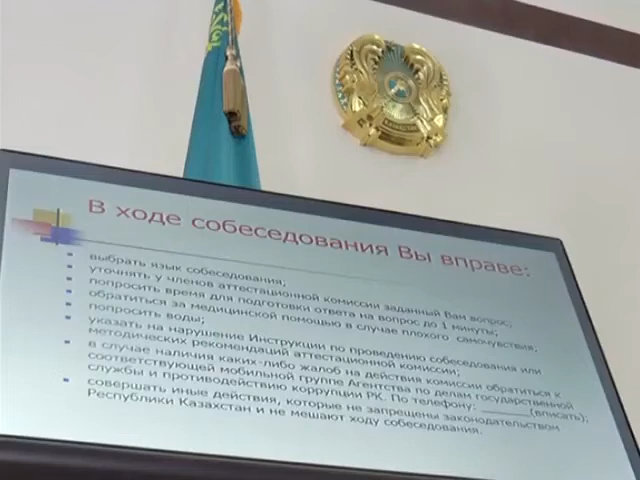 ҚАЗАҚСТАН
В ходе собеседования Вы вправе:
выбрать язык собеседования;
уточнять у членов аттестационной комиссии заданный Вам вопрос;
попросить время для подготовки ответа на вопрос до 1 минуты;
обратиться за медицинской помощью в случае плохого самочувствия;
попросить воды;
указать на нарушение Инструкции по проведению собеседования или
методических рекомендаций аттестационной комиссии;
в случае наличия каких-либо жалоб на действия комиссии обратиться к
соответствующей мобильной группе Агентства по делам государственной
службы и противодействию коррупции РК. По телефону: _______(вписать);
совершать иные действия, которые не запрещены законодательством
Республики Казахстан и не мешают ходу собеседования.